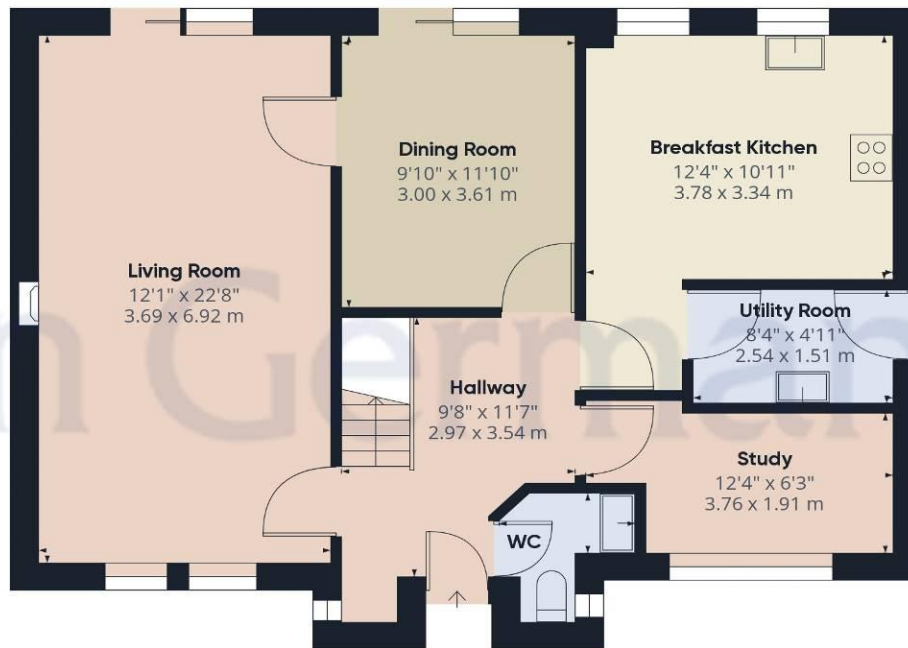 Dining Room
9'10" x 11'10"
3.00 x 3.61 m
Breakfast Kitchen
12'4" x 10'11"
3.78 x 3.34 m
Living Room
12'1" x 22'8"
3.69 x 6.92 m
Utility Room
8'4" x 4'11"
2.54 x 1.51 m
Hallway
9'8" x 11'7"
2.97 x 3.54 m
Study
12'4" x 6'3"
3.76 x 1.91 m
WC
n German